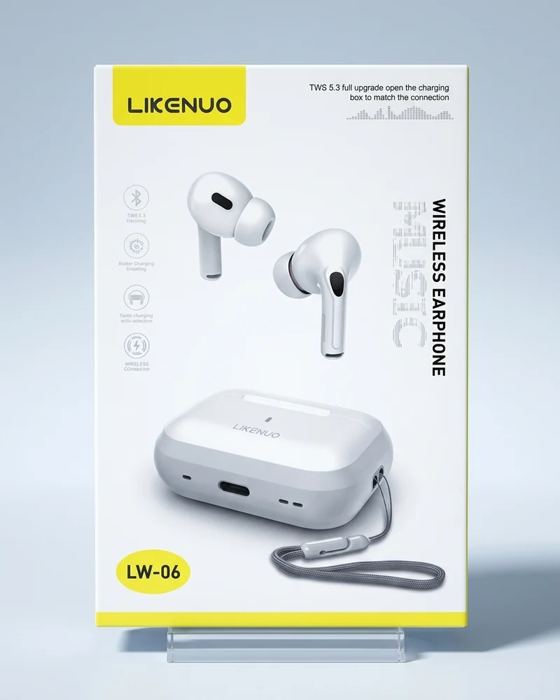 LIKENUO
TWS 5.3 full upgrade open the charging
box to match the connection
TWS 5.3
WIRELESS
MUSIC
WIRELESS EARPHONE
LIKENUO
LW-06